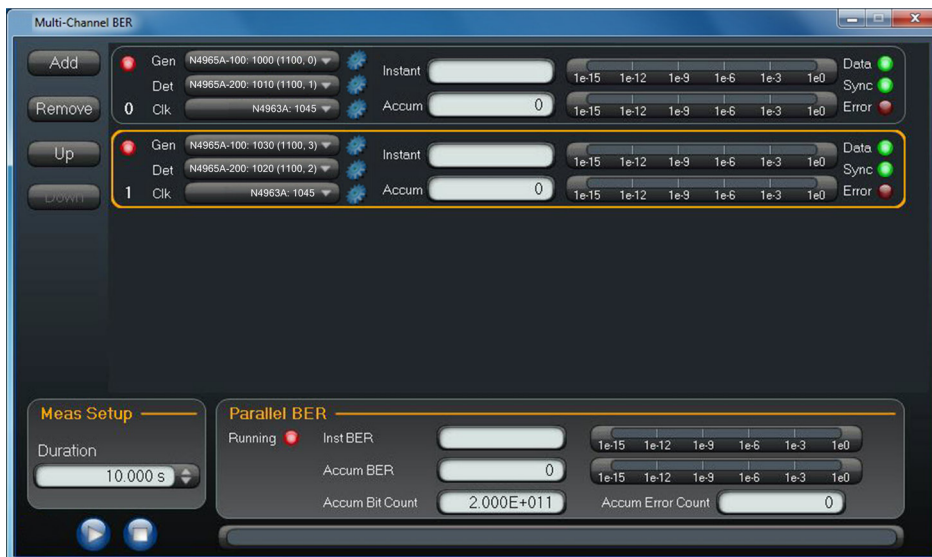 Multi-Channel BER
Add
Remove
Up
Down
Gen N4965A-100: 1000 (1100, 0)
Det N4965A-200: 1010 (1100, 1)
0 Clk N4963A: 1045
Instant
1e-15 1e-12 1e-9 1e-6 1e-3 1e0
Accum 0
1e-15 1e-12 1e-9 1e-6 1e-3 1e0
Data
Sync
Error
Gen N4965A-100: 1030 (1100, 3)
Det N4965A-200: 1020 (1100, 2)
1 Clk N4963A: 1045
Instant
1e-15 1e-12 1e-9 1e-6 1e-3 1e0
Accum 0
1e-15 1e-12 1e-9 1e-6 1e-3 1e0
Data
Sync
Error
Meas Setup
Duration
10.000 s
Parallel BER
Running
Inst BER
1e-15 1e-12 1e-9 1e-6 1e-3 1e0
Accum BER 0
1e-15 1e-12 1e-9 1e-6 1e-3 1e0
Accum Bit Count 2.000E+011 Accum Error Count 0